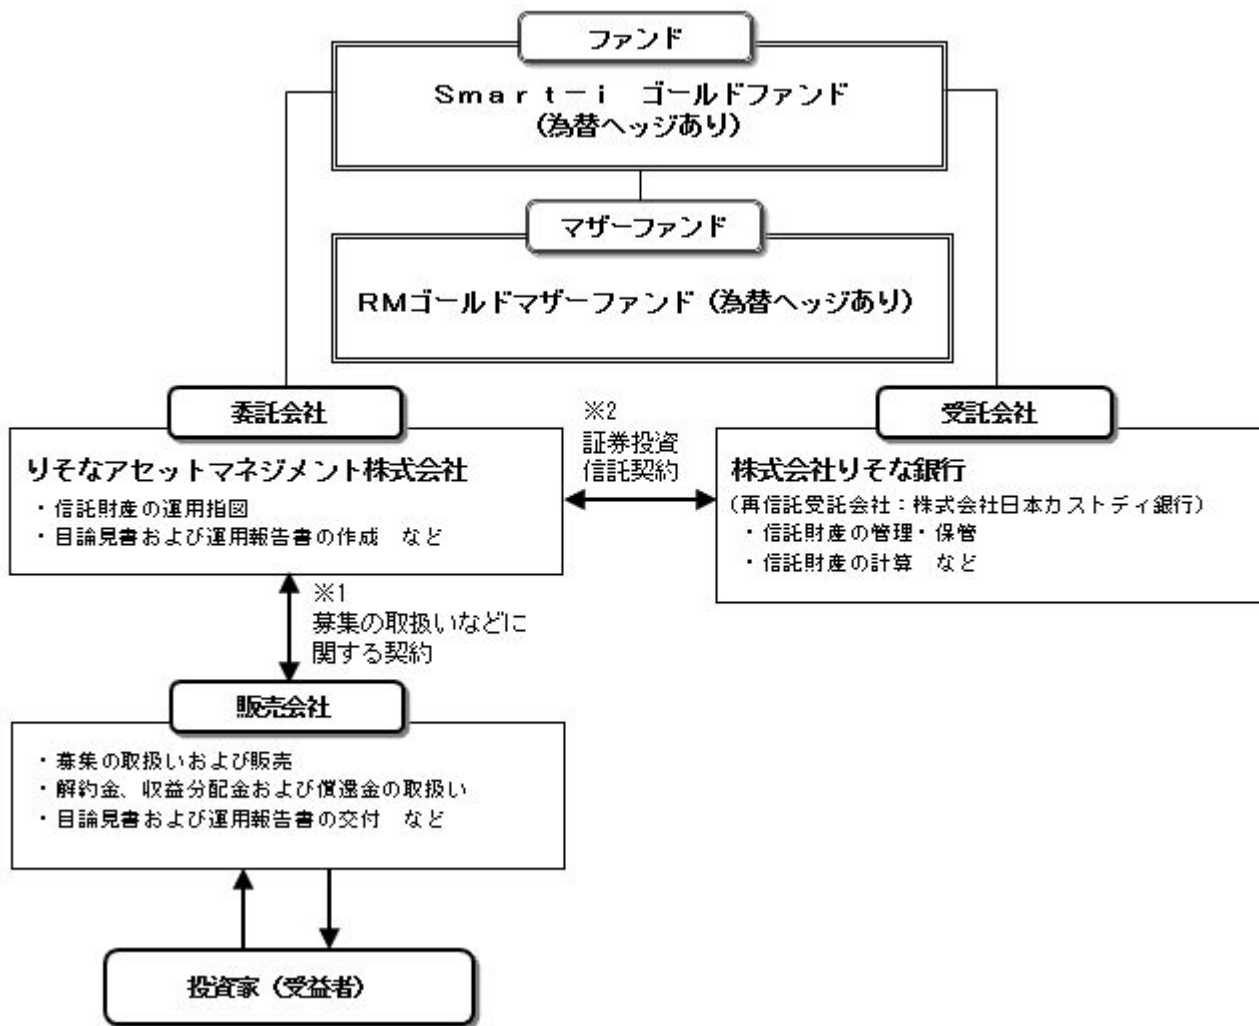 ファンド
Smart－i　ゴールドファンド
（為替ヘッジあり）
マザーファンド
RMゴールドマザーファンド（為替ヘッジあり）
委託会社
りそなアセットマネジメント株式会社
・信託財産の運用指図
・目論見書および運用報告書の作成　など
※2
証券投資
信託契約
受託会社
株式会社りそな銀行
（再信託受託会社：株式会社日本カストディ銀行）
・信託財産の管理・保管
・信託財産の計算　など
※1
募集の取扱いなどに
関する契約
販売会社
・募集の取扱いおよび販売
・解約金、収益分配金および償還金の取扱い
・目論見書および運用報告書の交付　など
投資家（受益者）